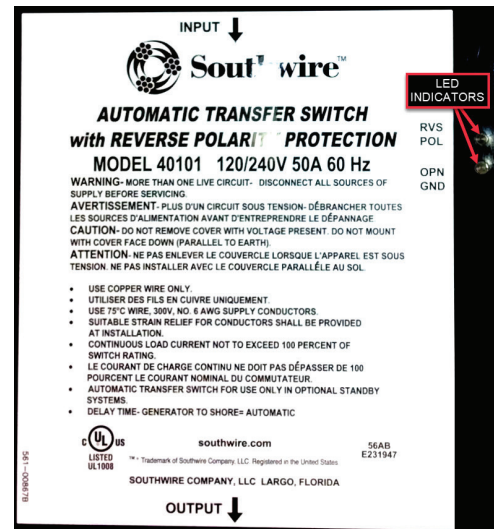 INPUT
Southwire™
LED
INDICATORS
AUTOMATIC TRANSFER SWITCH
with REVERSE POLARITY PROTECTION
RVS
POL
MODEL 40101 120/240V 50A 60 Hz
OPN
GND
WARNING- MORE THAN ONE LIVE CIRCUIT- DISCONNECT ALL SOURCES OF
SUPPLY BEFORE SERVICING.
AVERTISSEMENT- PLUS D'UN CIRCUIT SOUS TENSION- DÉBRANCHER TOUTES
LES SOURCES D'ALIMENTATION AVANT D'ENTREPRENDRE LE DÉPANNAGE
CAUTION- DO NOT REMOVE COVER WITH VOLTAGE PRESENT. DO NOT MOUNT
WITH COVER FACE DOWN (PARALLEL TO EARTH).
ATTENTION- NE PAS ENLEVER LE COUVERCLE LORSQUE L'APPAREIL EST SOUS
TENSION. NE PAS INSTALLER AVEC LE COUVERCLE PARALLÉLE AU SOL.
• USE COPPER WIRE ONLY.
• UTILISER DES FILS EN CUIVRE UNIQUEMENT.
• USE 75°C WIRE, 300V, NO. 6 AWG SUPPLY CONDUCTORS.
• SUITABLE STRAIN RELIEF FOR CONDUCTORS SHALL BE PROVIDED
AT INSTALLATION.
• CONTINUOUS LOAD CURRENT NOT TO EXCEED 100 PERCENT OF
SWITCH RATING.
• LE COURANT DE CHARGE CONTINU NE DOIT PAS DÉPASSER DE 100
POURCENT LE COURANT NOMINAL DU COMMUTATEUR.
• AUTOMATIC TRANSFER SWITCH FOR USE ONLY IN OPTIONAL STANDBY
SYSTEMS.
• DELAY TIME- GENERATOR TO SHORE= AUTOMATIC
c UL us
LISTED
UL1008
southwire.com
56AB
E231947
™ = Trademark of Southwire Company, LLC Registered in the United States
561-00867B
SOUTHWIRE COMPANY, LLC LARGO, FLORIDA
OUTPUT